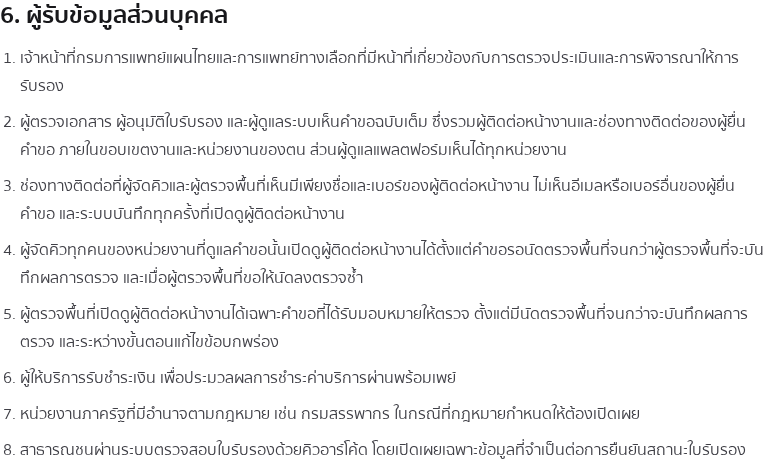 6. ผู้รับข้อมูลส่วนบุคคล
1. เจ้าหน้าที่กรมการแพทย์แผนไทยและการแพทย์ทางเลือกที่มีหน้าที่เกี่ยวข้องกับการตรวจประเมินและการพิจารณาให้การ
รับรอง
2. ผู้ตรวจเอกสาร ผู้อนุมัติใบรับรอง และผู้ดูแลระบบเห็นคำขอฉบับเต็ม ซึ่งรวมผู้ติดต่อหน้างานและช่องทางติดต่อของผู้ยื่น
คำขอ ภายในขอบเขตงานและหน่วยงานของตน ส่วนผู้ดูแลแพลตฟอร์มเห็นได้ทุกหน่วยงาน
3. ช่องทางติดต่อที่ผู้จัดคิวและผู้ตรวจพื้นที่เห็นมีเพียงชื่อและเบอร์ของผู้ติดต่อหน้างาน ไม่เห็นอีเมลหรือเบอร์อื่นของผู้ยื่น
คำขอ และระบบบันทึกทุกครั้งที่เปิดดูผู้ติดต่อหน้างาน
4. ผู้จัดคิวทุกคนของหน่วยงานที่ดูแลคำขอนั้นเปิดดูผู้ติดต่อหน้างานได้ตั้งแต่คำขอรอนัดตรวจพื้นที่จนกว่าผู้ตรวจพื้นที่จะบัน
ทึกผลการตรวจ และเมื่อผู้ตรวจพื้นที่ขอให้นัดลงตรวจซ้ำ
5. ผู้ตรวจพื้นที่เปิดดูผู้ติดต่อหน้างานได้เฉพาะคำขอที่ได้รับมอบหมายให้ตรวจ ตั้งแต่มีนัดตรวจพื้นที่จนกว่าจะบันทึกผลการ
ตรวจ และระหว่างขั้นตอนแก้ไขข้อบกพร่อง
6. ผู้ให้บริการรับชำระเงิน เพื่อประมวลผลการชำระค่าบริการผ่านพร้อมเพย์
7. หน่วยงานภาครัฐที่มีอำนาจตามกฎหมาย เช่น กรมสรรพากร ในกรณีที่กฎหมายกำหนดให้ต้องเปิดเผย
8. สาธารณชนผ่านระบบตรวจสอบใบรับรองด้วยคิวอาร์โค้ด โดยเปิดเผยเฉพาะข้อมูลที่จำเป็นต่อการยืนยันสถานะใบรับรอง